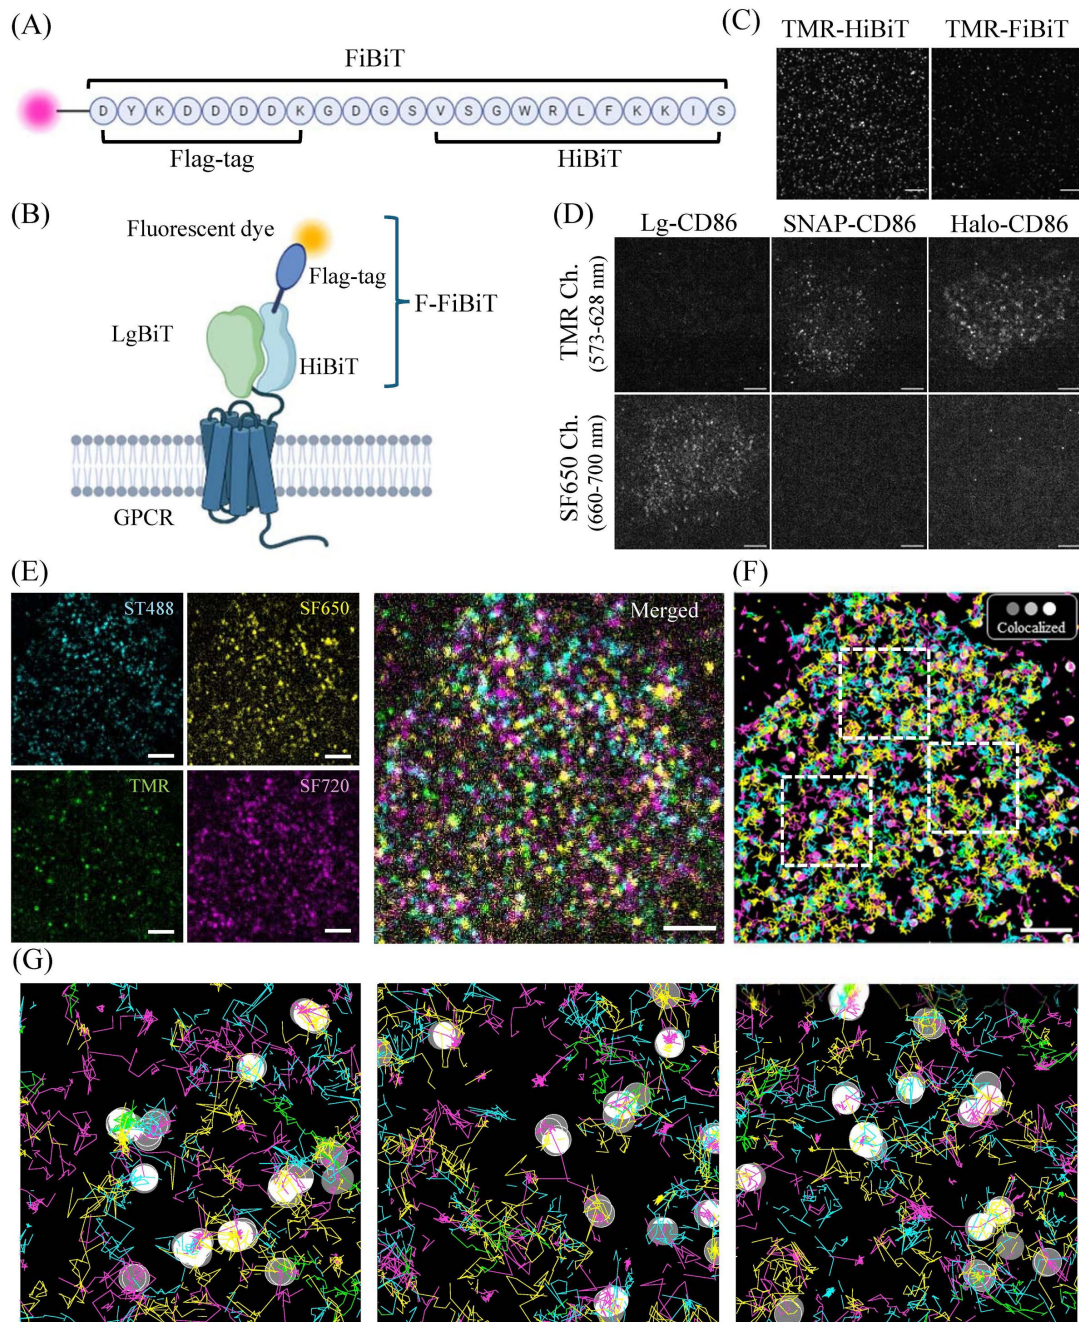 (A)
FiBiT
D Y K D D D D K G D G S V S G W R L F K K I S
Flag-tag
HiBiT
(B)
Fluorescent dye
Flag-tag
F-FiBiT
LgBiT
HiBiT
GPCR
(C)
TMR-HiBiT TMR-FiBiT
(D)
Lg-CD86 SNAP-CD86 Halo-CD86
TMR Ch.
(573-628 nm)
SF650 Ch.
(660-700 nm)
(E)
ST488
SF650
TMR
SF720
Merged
(F)
Colocalized
(G)